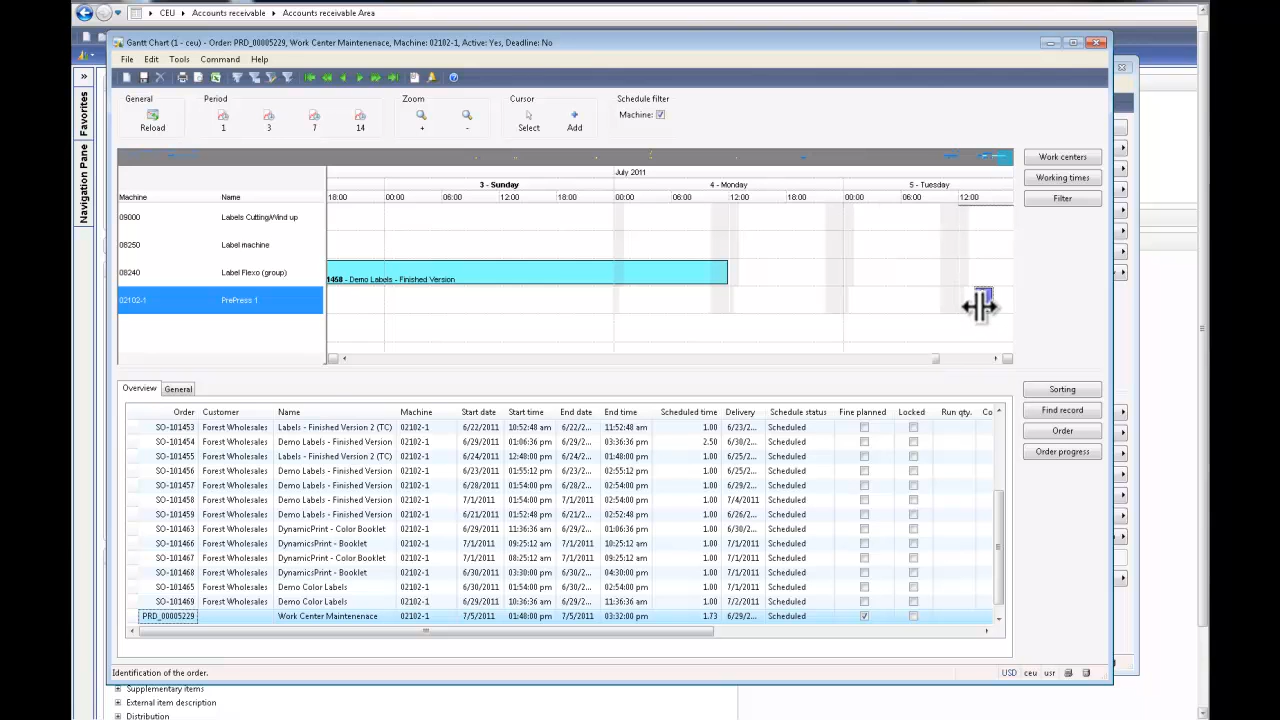 CEU ▸ Accounts receivable ▸ Accounts receivable Area
Gantt Chart (1 - ceu) - Order: PRD_00005229, Work Center Maintenenace, Machine: 02102-1, Active: Yes, Deadline: No
File Edit Tools Command Help
General Period Zoom Cursor Schedule filter
Machine:
Reload 1 3 7 14 + - Select Add
Favorites
Navigation Pane
Work centers
Working times
Filter
July 2011
3 - Sunday 4 - Monday 5 - Tuesday
Machine Name 18:00 00:00 06:00 12:00 18:00 00:00 06:00 12:00 18:00 00:00 06:00 12:00
09000 Labels Cutting/Wind up
08250 Label machine
08240 Label Flexo (group)
1458 - Demo Labels - Finished Version
02102-1 PrePress 1
Overview General
Sorting
Find record
Order
Order progress
Order Customer Name Machine Start date Start time End date End time Scheduled time Delivery Schedule status Fine planned Locked Run qty. Co
SO-101453 Forest Wholesales Labels - Finished Version 2 (TC) 02102-1 6/22/2011 10:52:48 am 6/22/2... 11:52:48 am 1.00 6/23/2... Scheduled
SO-101454 Forest Wholesales Demo Labels - Finished Version 02102-1 6/29/2011 01:06:36 pm 6/29/2... 03:36:36 pm 2.50 6/30/2... Scheduled
SO-101455 Forest Wholesales Labels - Finished Version 2 (TC) 02102-1 6/24/2011 12:48:00 pm 6/24/2... 01:48:00 pm 1.00 6/25/2... Scheduled
SO-101456 Forest Wholesales Demo Labels - Finished Version 02102-1 6/23/2011 01:55:12 pm 6/23/2... 02:55:12 pm 1.00 6/25/2... Scheduled
SO-101457 Forest Wholesales Demo Labels - Finished Version 02102-1 6/28/2011 01:54:00 pm 6/28/2... 02:54:00 pm 1.00 6/29/2... Scheduled
SO-101458 Forest Wholesales Demo Labels - Finished Version 02102-1 7/1/2011 01:54:00 pm 7/1/2011 02:54:00 pm 1.00 7/4/2011 Scheduled
SO-101459 Forest Wholesales Demo Labels - Finished Version 02102-1 6/21/2011 01:52:48 pm 6/21/2... 02:52:48 pm 1.00 6/29/2... Scheduled
SO-101463 Forest Wholesales DynamicPrint - Color Booklet 02102-1 6/29/2011 11:36:36 am 6/29/2... 01:06:36 pm 1.00 6/30/2... Scheduled
SO-101466 Forest Wholesales DynamicsPrint - Booklet 02102-1 7/1/2011 09:25:12 am 7/1/2011 10:25:12 am 1.00 7/1/2011 Scheduled
SO-101467 Forest Wholesales DynamicsPrint - Color Booklet 02102-1 7/1/2011 08:25:12 am 7/1/2011 09:25:12 am 1.00 7/1/2011 Scheduled
SO-101468 Forest Wholesales DynamicsPrint - Booklet 02102-1 6/30/2011 03:30:00 pm 6/30/2... 04:30:00 pm 1.00 7/1/2011 Scheduled
SO-101465 Forest Wholesales Demo Color Labels 02102-1 6/30/2011 01:54:00 pm 6/30/2... 02:54:00 pm 1.00 7/1/2011 Scheduled
SO-101469 Forest Wholesales Demo Color Labels 02102-1 6/29/2011 10:36:36 am 6/29/2... 11:36:36 am 1.00 7/2/2011 Scheduled
PRD_00005229 Work Center Maintenenace 02102-1 7/5/2011 01:48:00 pm 7/5/2011 03:32:00 pm 1.73 6/29/2... Scheduled
Identification of the order. USD ceu usr
Supplementary items
External item description
Distribution